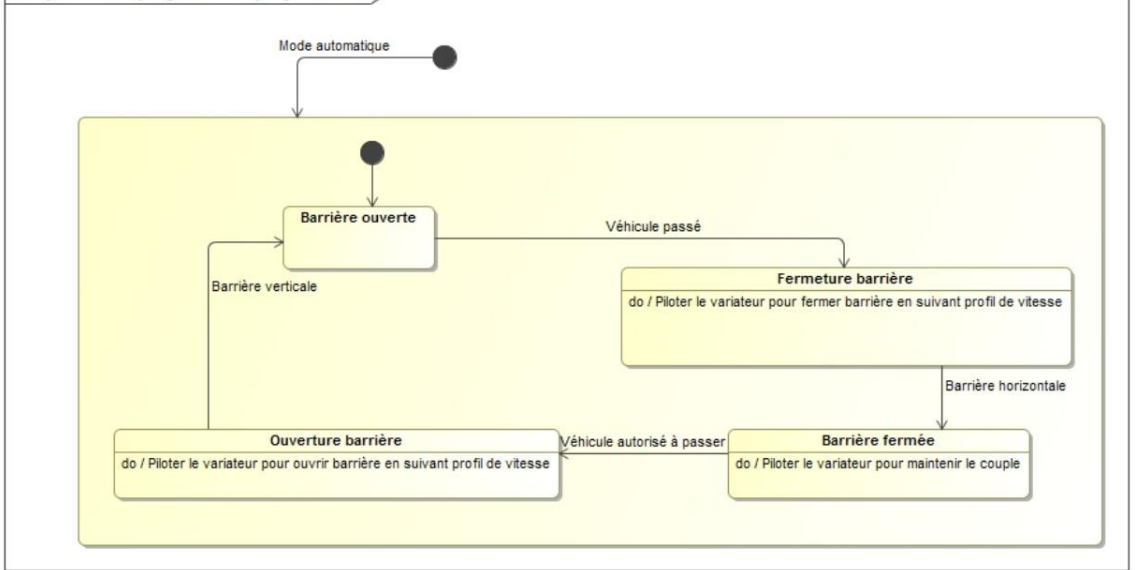 Mode automatique
Barrière ouverte
Véhicule passé
Barrière verticale
Fermeture barrière
do / Piloter le variateur pour fermer barrière en suivant profil de vitesse
Barrière horizontale
Ouverture barrière
do / Piloter le variateur pour ouvrir barrière en suivant profil de vitesse
Véhicule autorisé à passer
Barrière fermée
do / Piloter le variateur pour maintenir le couple